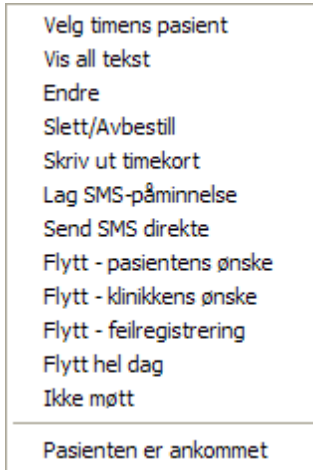 Velg timens pasient
Vis all tekst
Endre
Slett/Avbestill
Skriv ut timekort
Lag SMS-påminnelse
Send SMS direkte
Flytt - pasientens ønske
Flytt - klinikkens ønske
Flytt - feilregistrering
Flytt hel dag
Ikke møtt
Pasienten er ankommet